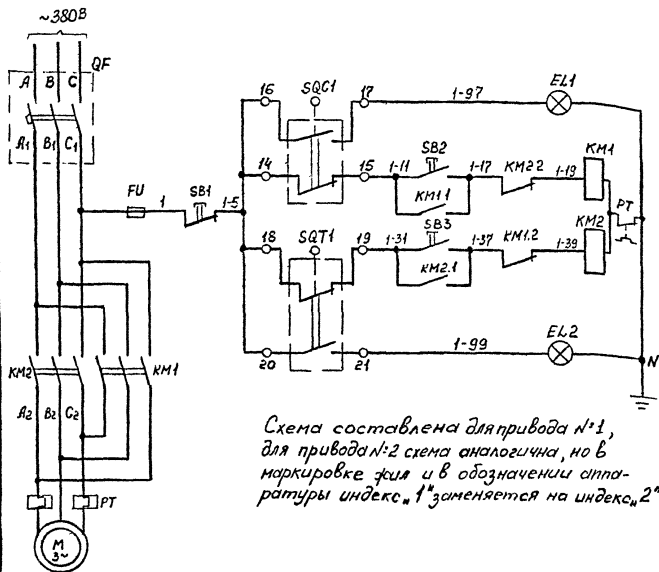 ~380В
A B C QF
A1 B1 C1
FU 1 SB1 1-5
16 SQC1 17 1-97 EL1
14 15 1-11 SB2 1-17 KM2.2 1-19 KM1
KM1.1
PT
18 SQT1 19 1-31 SB3 1-37 KM1.2 1-39 KM2
KM2.1
20 21 1-99 EL2
N
KM2 KM1
A2 B2 C2
PT
M
3~
Схема составлена для привода №1,
для привода №2 схема аналогична, но в
маркировке жил и в обозначении аппа-
ратуры индекс „1" заменяется на индекс „2"